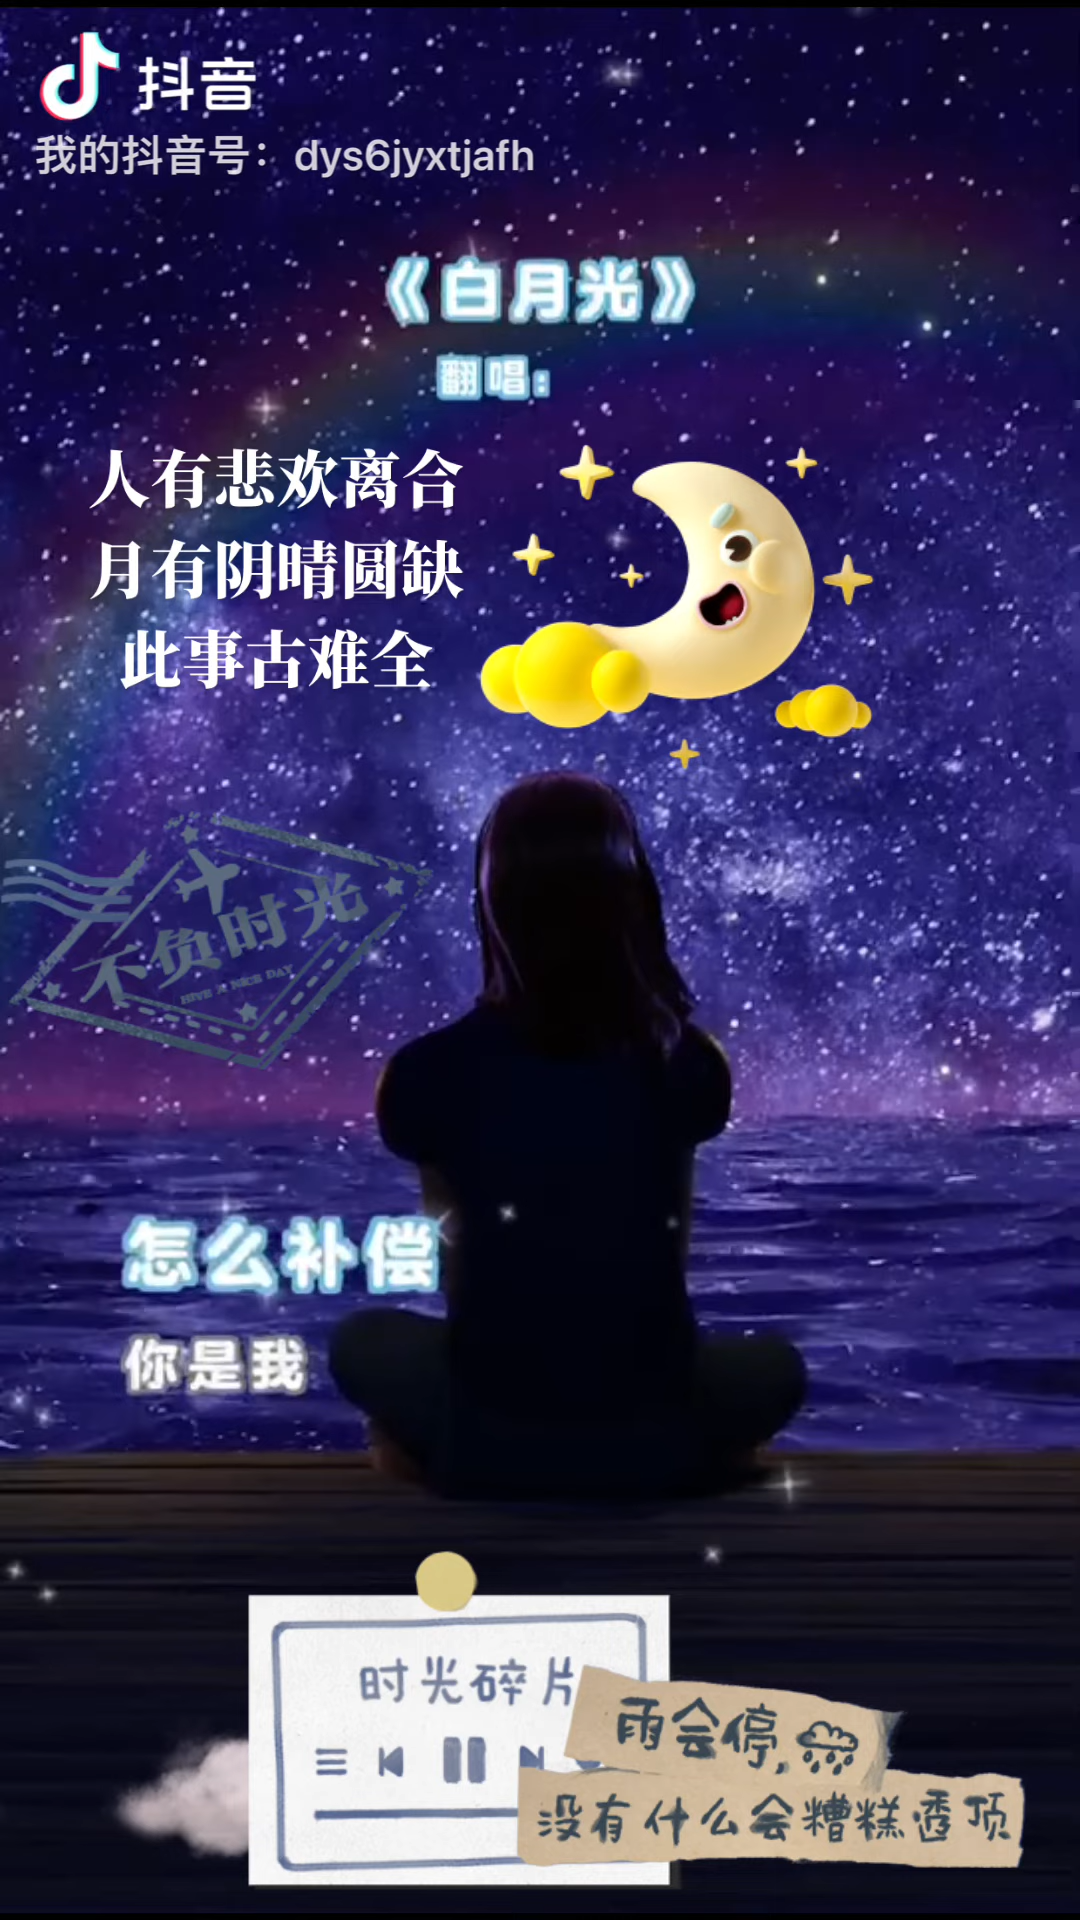 抖音
我的抖音号：dys6jyxtjafh
《白月光》
翻唱：
人有悲欢离合
月有阴晴圆缺
此事古难全
不负时光
HIVE A NICE DAY
怎么补偿
你是我
时光碎片
雨会停，
没有什么会糟糕透顶